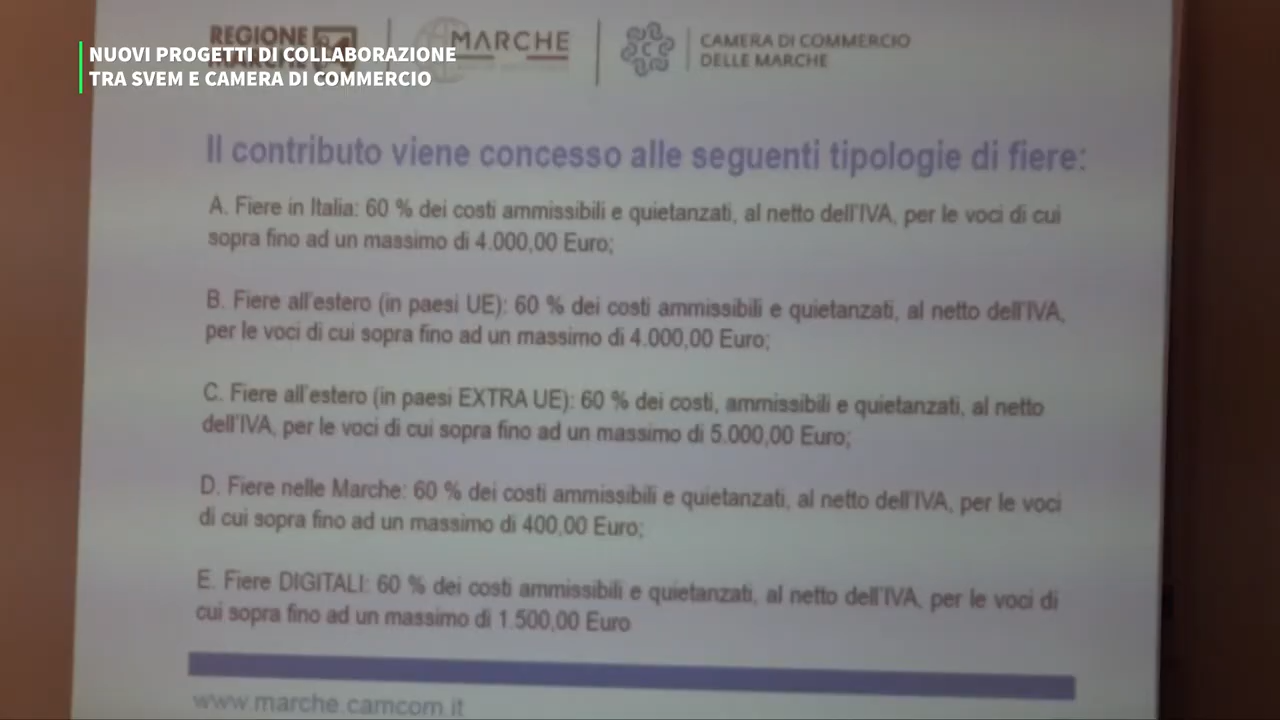 NUOVI PROGETTI DI COLLABORAZIONE
TRA SVEM E CAMERA DI COMMERCIO
REGIONE
MARCHE
MARCHE
CAMERA DI COMMERCIO
DELLE MARCHE
Il contributo viene concesso alle seguenti tipologie di fiere:
A. Fiere in Italia: 60 % dei costi ammissibili e quietanzati, al netto dell'IVA, per le voci di cui
sopra fino ad un massimo di 4.000,00 Euro;
B. Fiere all'estero (in paesi UE): 60 % dei costi ammissibili e quietanzati, al netto dell'IVA,
per le voci di cui sopra fino ad un massimo di 4.000,00 Euro;
C. Fiere all'estero (in paesi EXTRA UE): 60 % dei costi, ammissibili e quietanzati, al netto
dell'IVA, per le voci di cui sopra fino ad un massimo di 5.000,00 Euro;
D. Fiere nelle Marche: 60 % dei costi ammissibili e quietanzati, al netto dell'IVA, per le voci
di cui sopra fino ad un massimo di 400,00 Euro;
E. Fiere DIGITALI: 60 % dei costi ammissibili e quietanzati, al netto dell'IVA, per le voci di
cui sopra fino ad un massimo di 1.500,00 Euro
www.marche.camcom.it